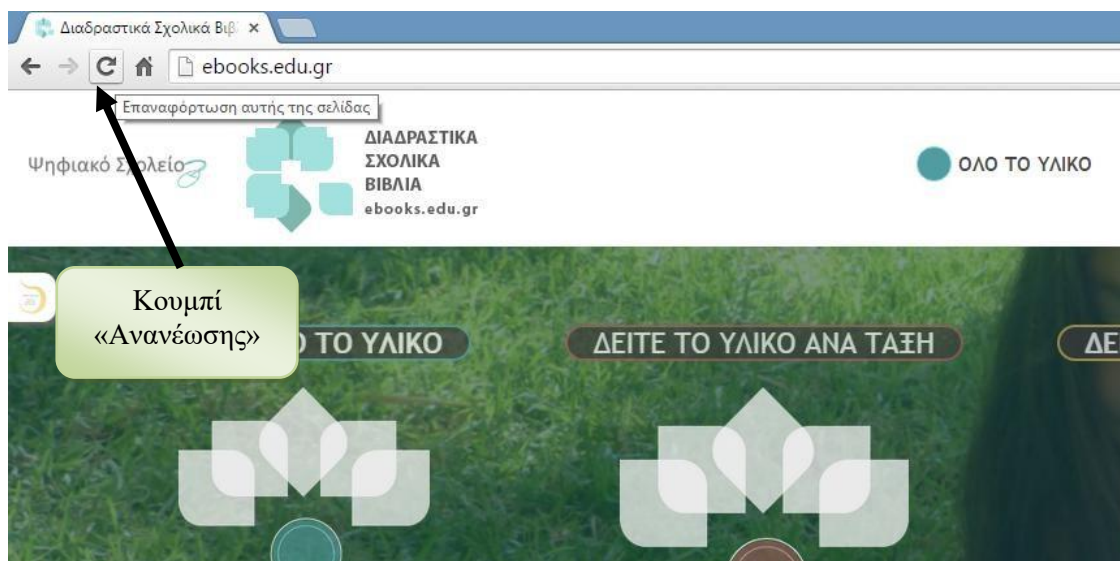 Διαδραστικά Σχολικά Βιβ
ebooks.edu.gr
Επαναφόρτωση αυτής της σελίδας
Ψηφιακό Σχολείο
ΔΙΑΔΡΑΣΤΙΚΑ
ΣΧΟΛΙΚΑ
ΒΙΒΛΙΑ
ebooks.edu.gr
ΟΛΟ ΤΟ ΥΛΙΚΟ
Κουμπί
«Ανανέωσης»
Ο ΤΟ ΥΛΙΚΟ
ΔΕΙΤΕ ΤΟ ΥΛΙΚΟ ΑΝΑ ΤΑΞΗ
ΔΕ